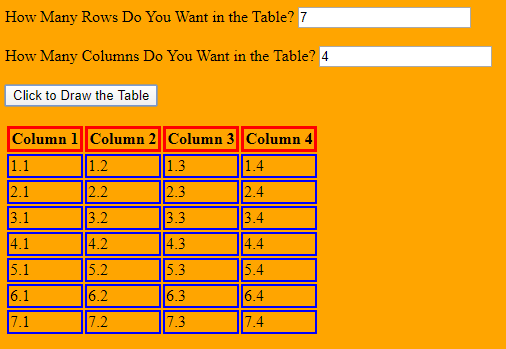 How Many Rows Do You Want in the Table? 7
How Many Columns Do You Want in the Table? 4
Click to Draw the Table
Column 1 Column 2 Column 3 Column 4
1.1 1.2 1.3 1.4
2.1 2.2 2.3 2.4
3.1 3.2 3.3 3.4
4.1 4.2 4.3 4.4
5.1 5.2 5.3 5.4
6.1 6.2 6.3 6.4
7.1 7.2 7.3 7.4